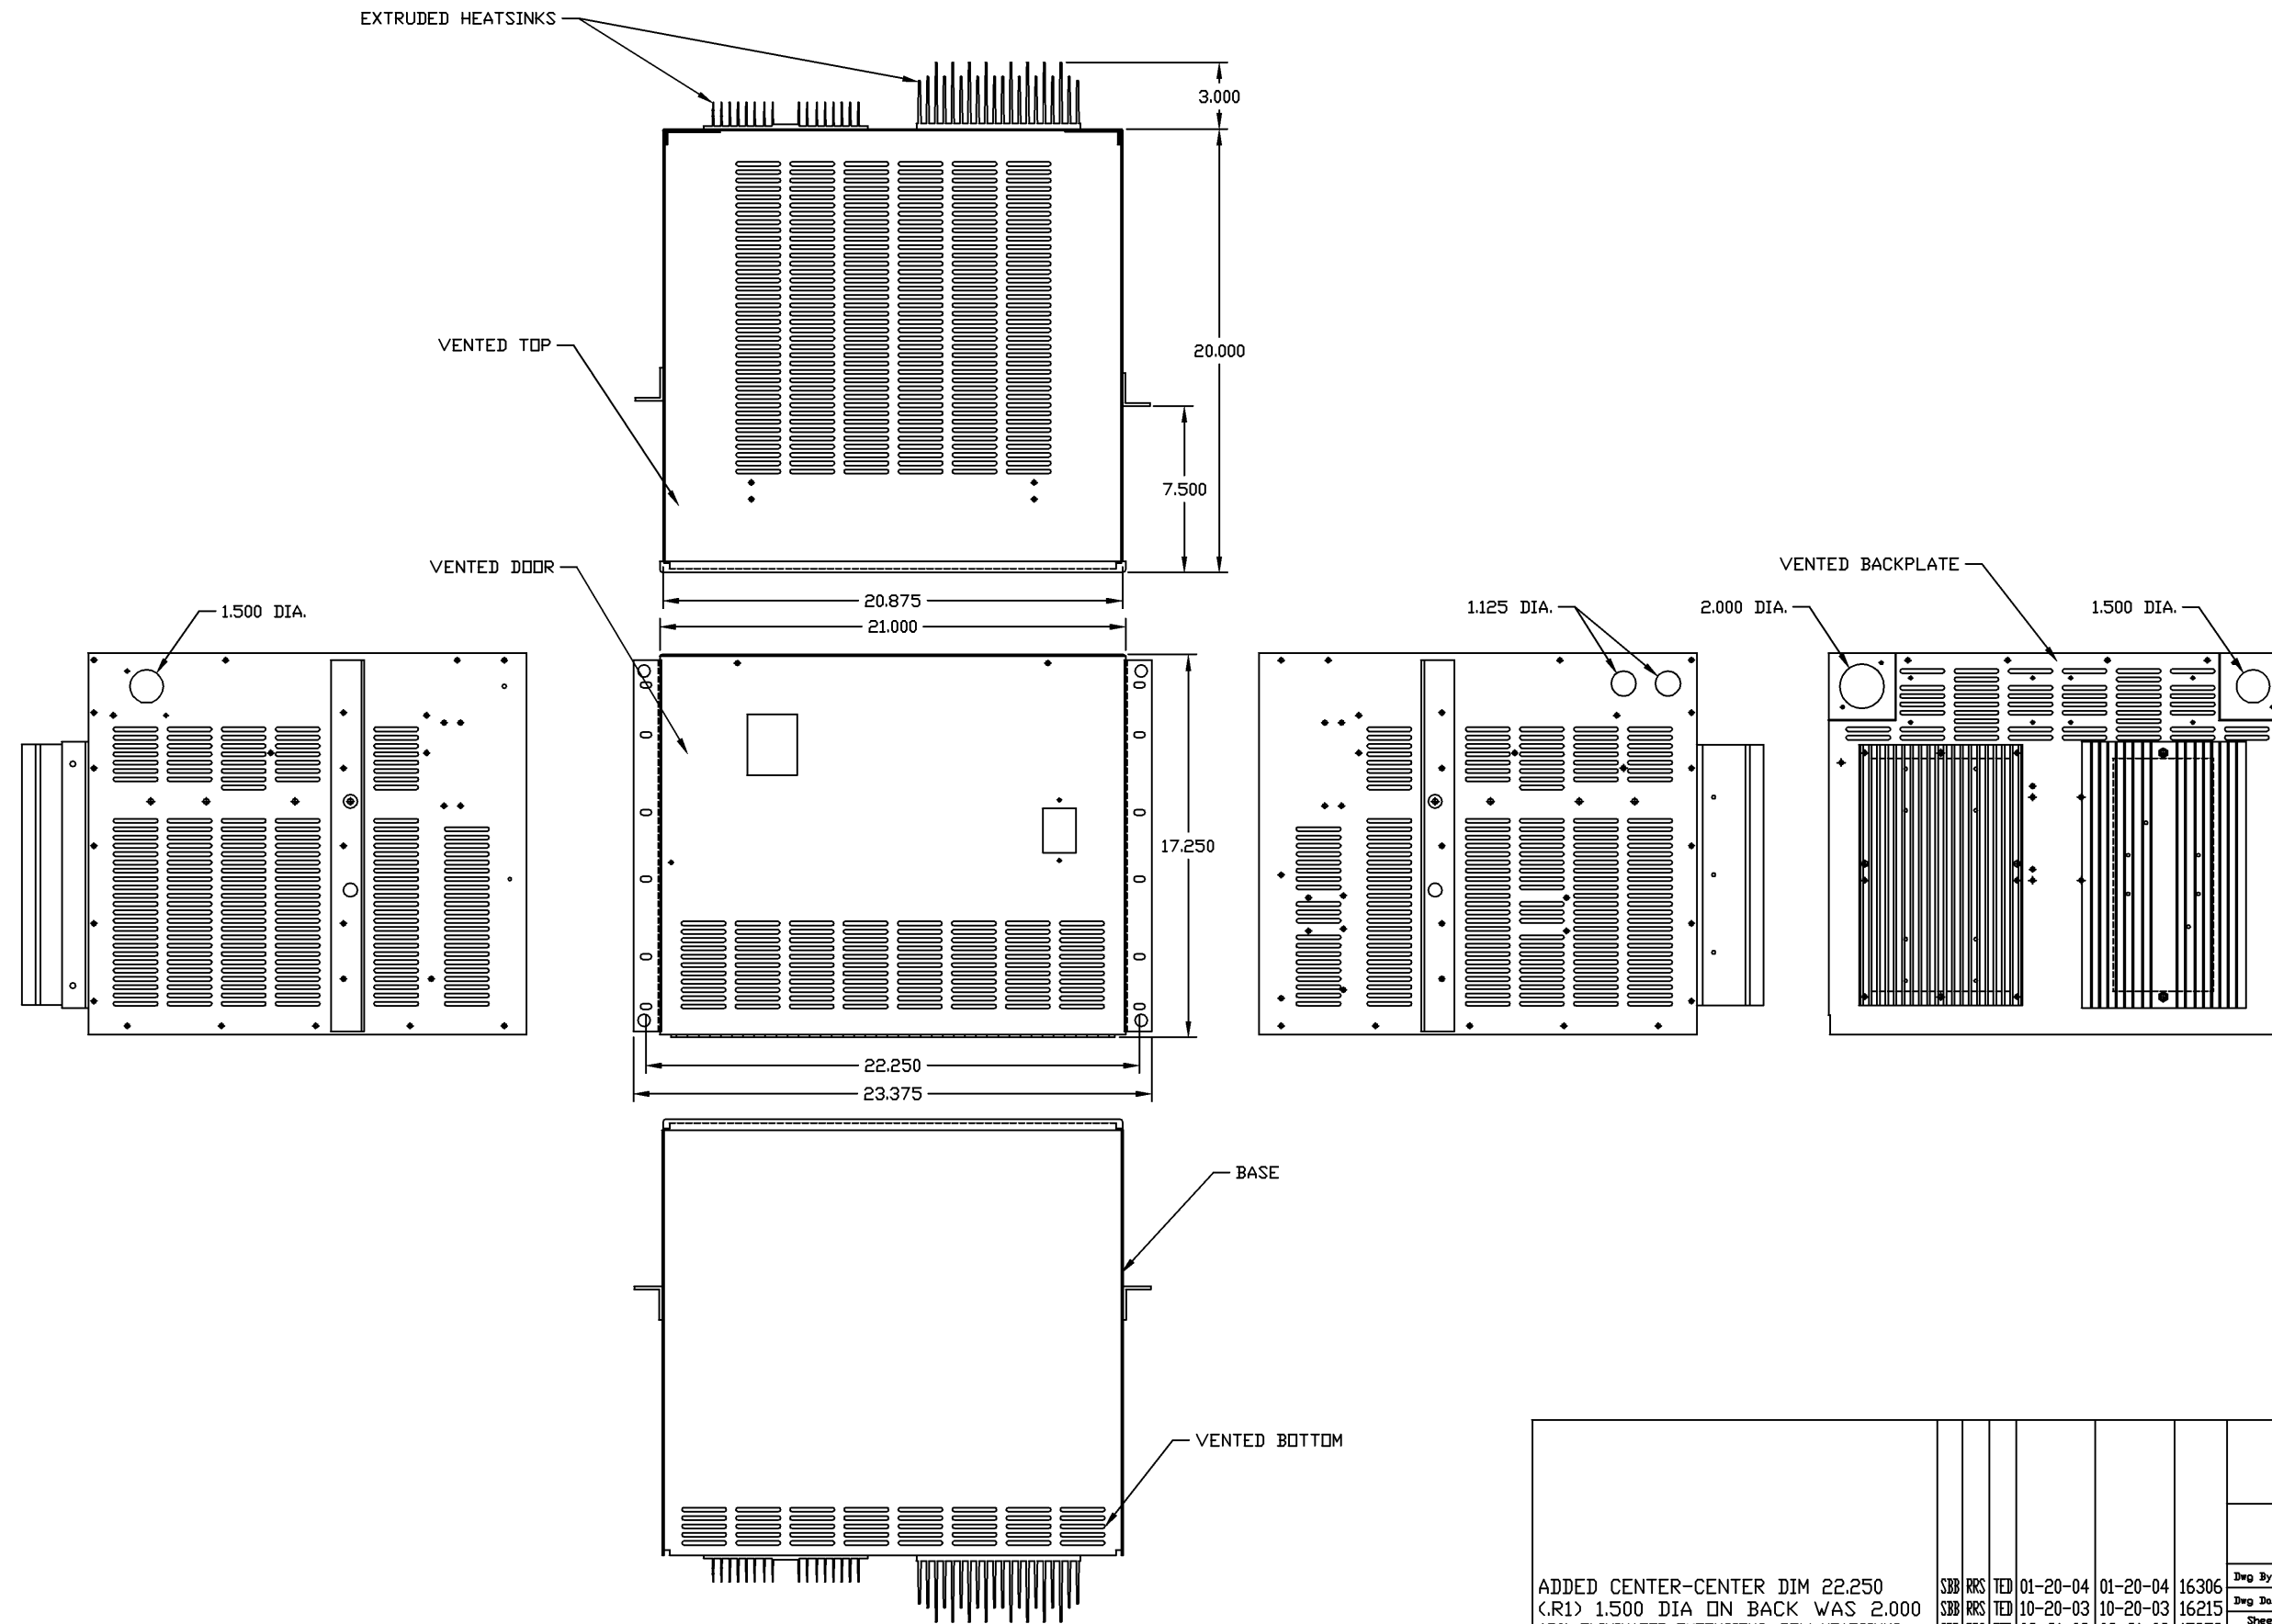 EXTRUDED HEATSINKS
3.000
VENTED TOP
20.000
7.500
VENTED DOOR
VENTED BACKPLATE
20.875
1.500 DIA.
1.125 DIA.
2.000 DIA.
1.500 DIA.
21.000
17.250
22.250
23.375
BASE
VENTED BOTTOM
ADDED CENTER-CENTER DIM 22.250 SBB RRS TED 01-20-04 01-20-04 16306
(R1) 1.500 DIA ON BACK WAS 2.000 SBB RRS TED 10-20-03 10-20-03 16215
Dwg By
Dwg Da
Shee